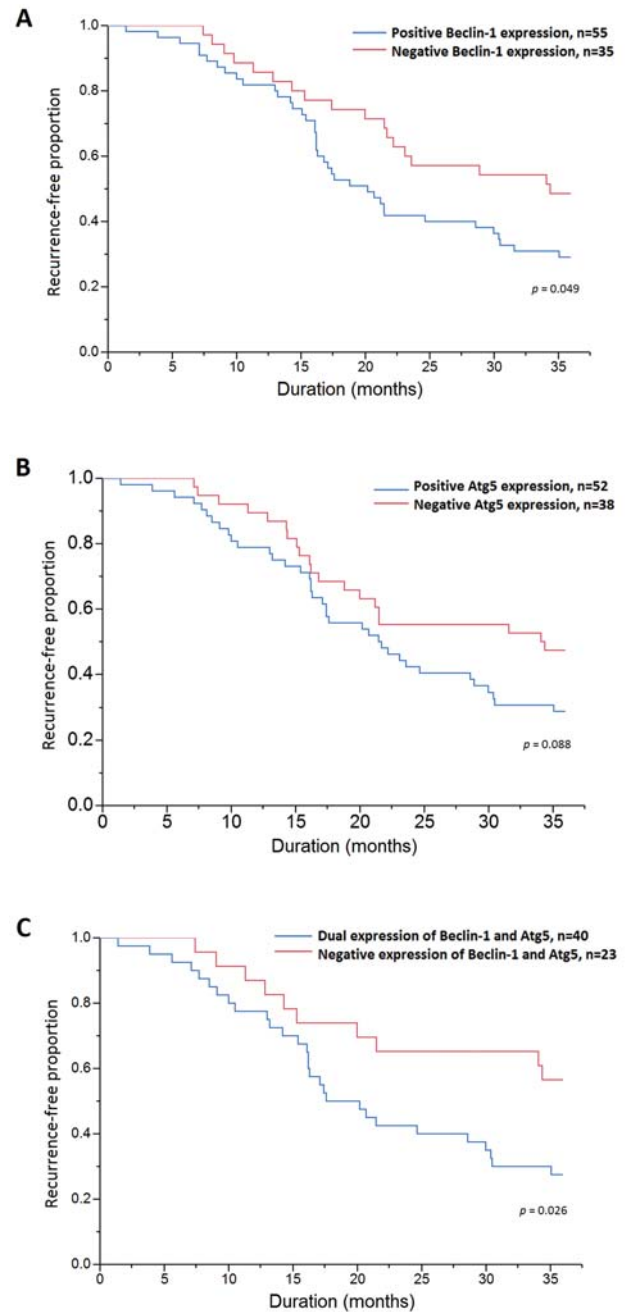 A
Positive Beclin-1 expression, n=55
Negative Beclin-1 expression, n=35
Recurrence-free proportion
1.0
0.8
0.6
0.4
0.2
0.0
p = 0.049
0 5 10 15 20 25 30 35
Duration (months)
B
Positive Atg5 expression, n=52
Negative Atg5 expression, n=38
Recurrence-free proportion
1.0
0.8
0.6
0.4
0.2
0.0
p = 0.088
0 5 10 15 20 25 30 35
Duration (months)
C
Dual expression of Beclin-1 and Atg5, n=40
Negative expression of Beclin-1 and Atg5, n=23
Recurrence-free proportion
1.0
0.8
0.6
0.4
0.2
0.0
p = 0.026
0 5 10 15 20 25 30 35
Duration (months)